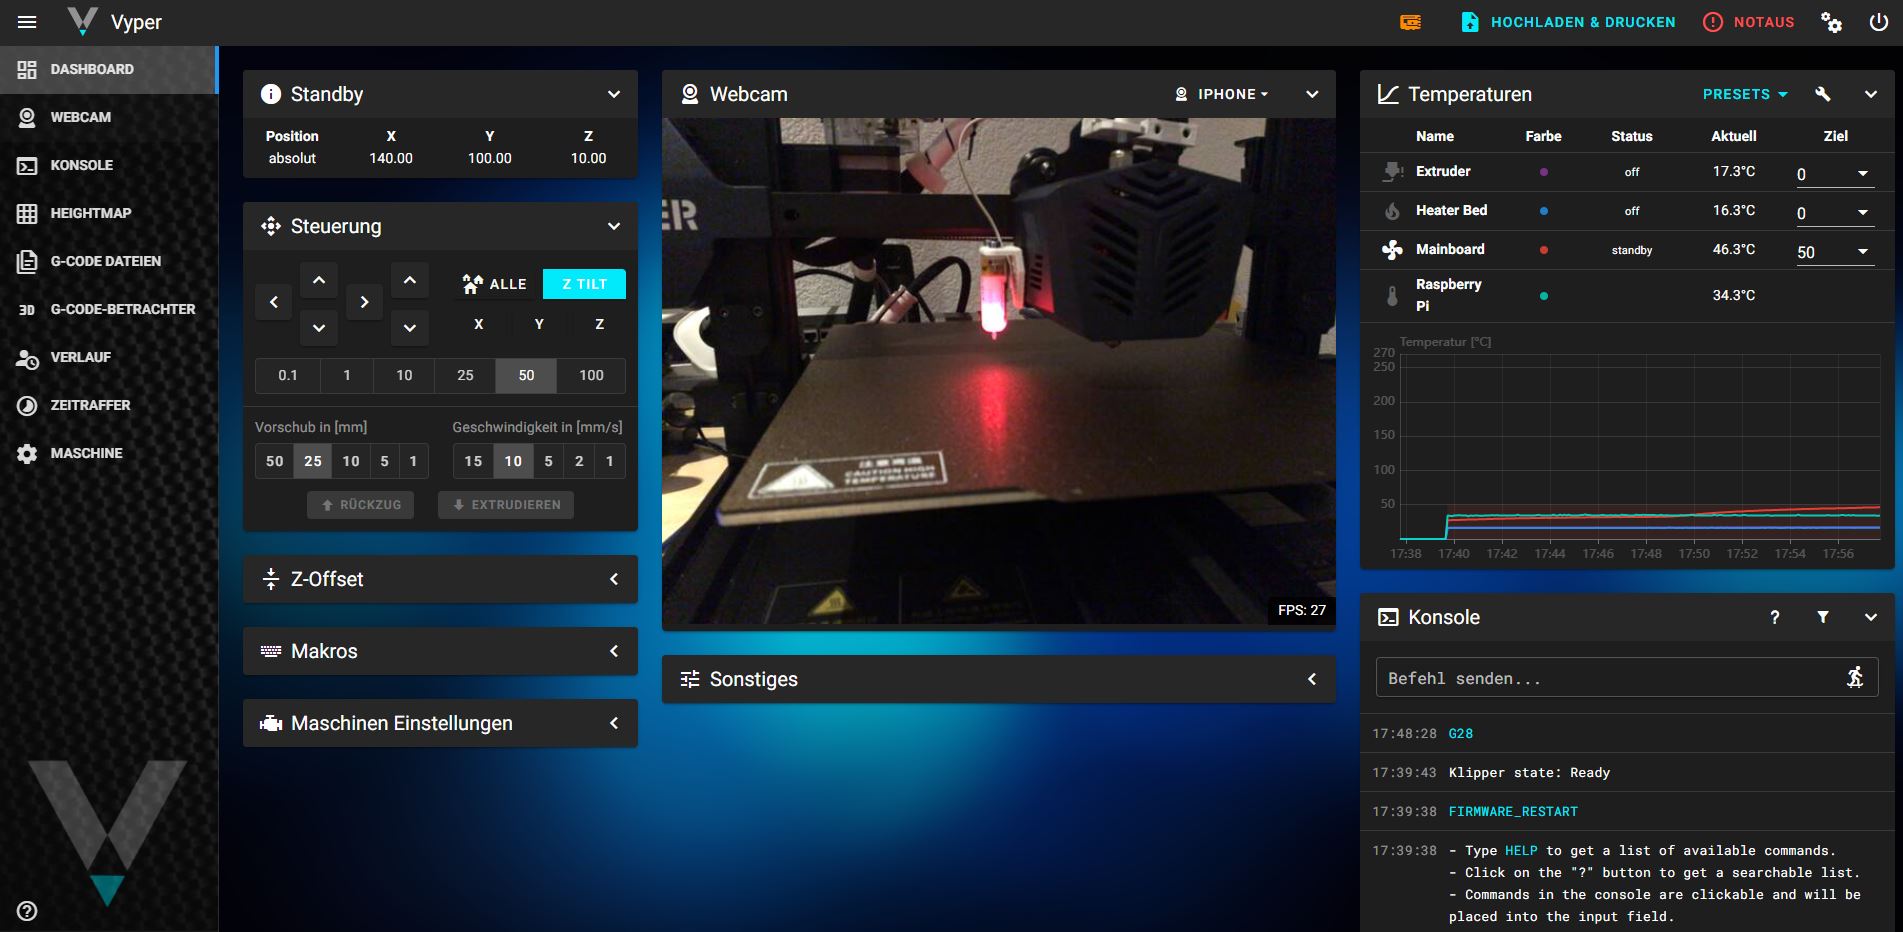 Vyper
HOCHLADEN & DRUCKEN
NOTAUS
DASHBOARD
WEBCAM
KONSOLE
HEIGHTMAP
G-CODE DATEIEN
3D G-CODE-BETRACHTER
VERLAUF
ZEITRAFFER
MASCHINE
Standby
Position X Y Z
absolut 140.00 100.00 10.00
Steuerung
ALLE Z TILT
X Y Z
0.1 1 10 25 50 100
Vorschub in [mm] Geschwindigkeit in [mm/s]
50 25 10 5 1 15 10 5 2 1
RÜCKZUG EXTRUDIEREN
Z-Offset
Makros
Maschinen Einstellungen
Webcam IPHONE
ER
CAUTION HIGH
TEMPERATURE
FPS: 27
Sonstiges
Temperaturen PRESETS
Name Farbe Status Aktuell Ziel
Extruder off 17.3°C 0
Heater Bed off 16.3°C 0
Mainboard standby 46.3°C 50
Raspberry
Pi 34.3°C
Temperatur [°C]
270
250
200
150
100
50
17:38 17:40 17:42 17:44 17:46 17:48 17:50 17:52 17:54 17:56
Konsole ?
Befehl senden...
17:48:28 G28
17:39:43 Klipper state: Ready
17:39:38 FIRMWARE_RESTART
17:39:38 - Type HELP to get a list of available commands.
- Click on the "?" button to get a searchable list.
- Commands in the console are clickable and will be
placed into the input field.